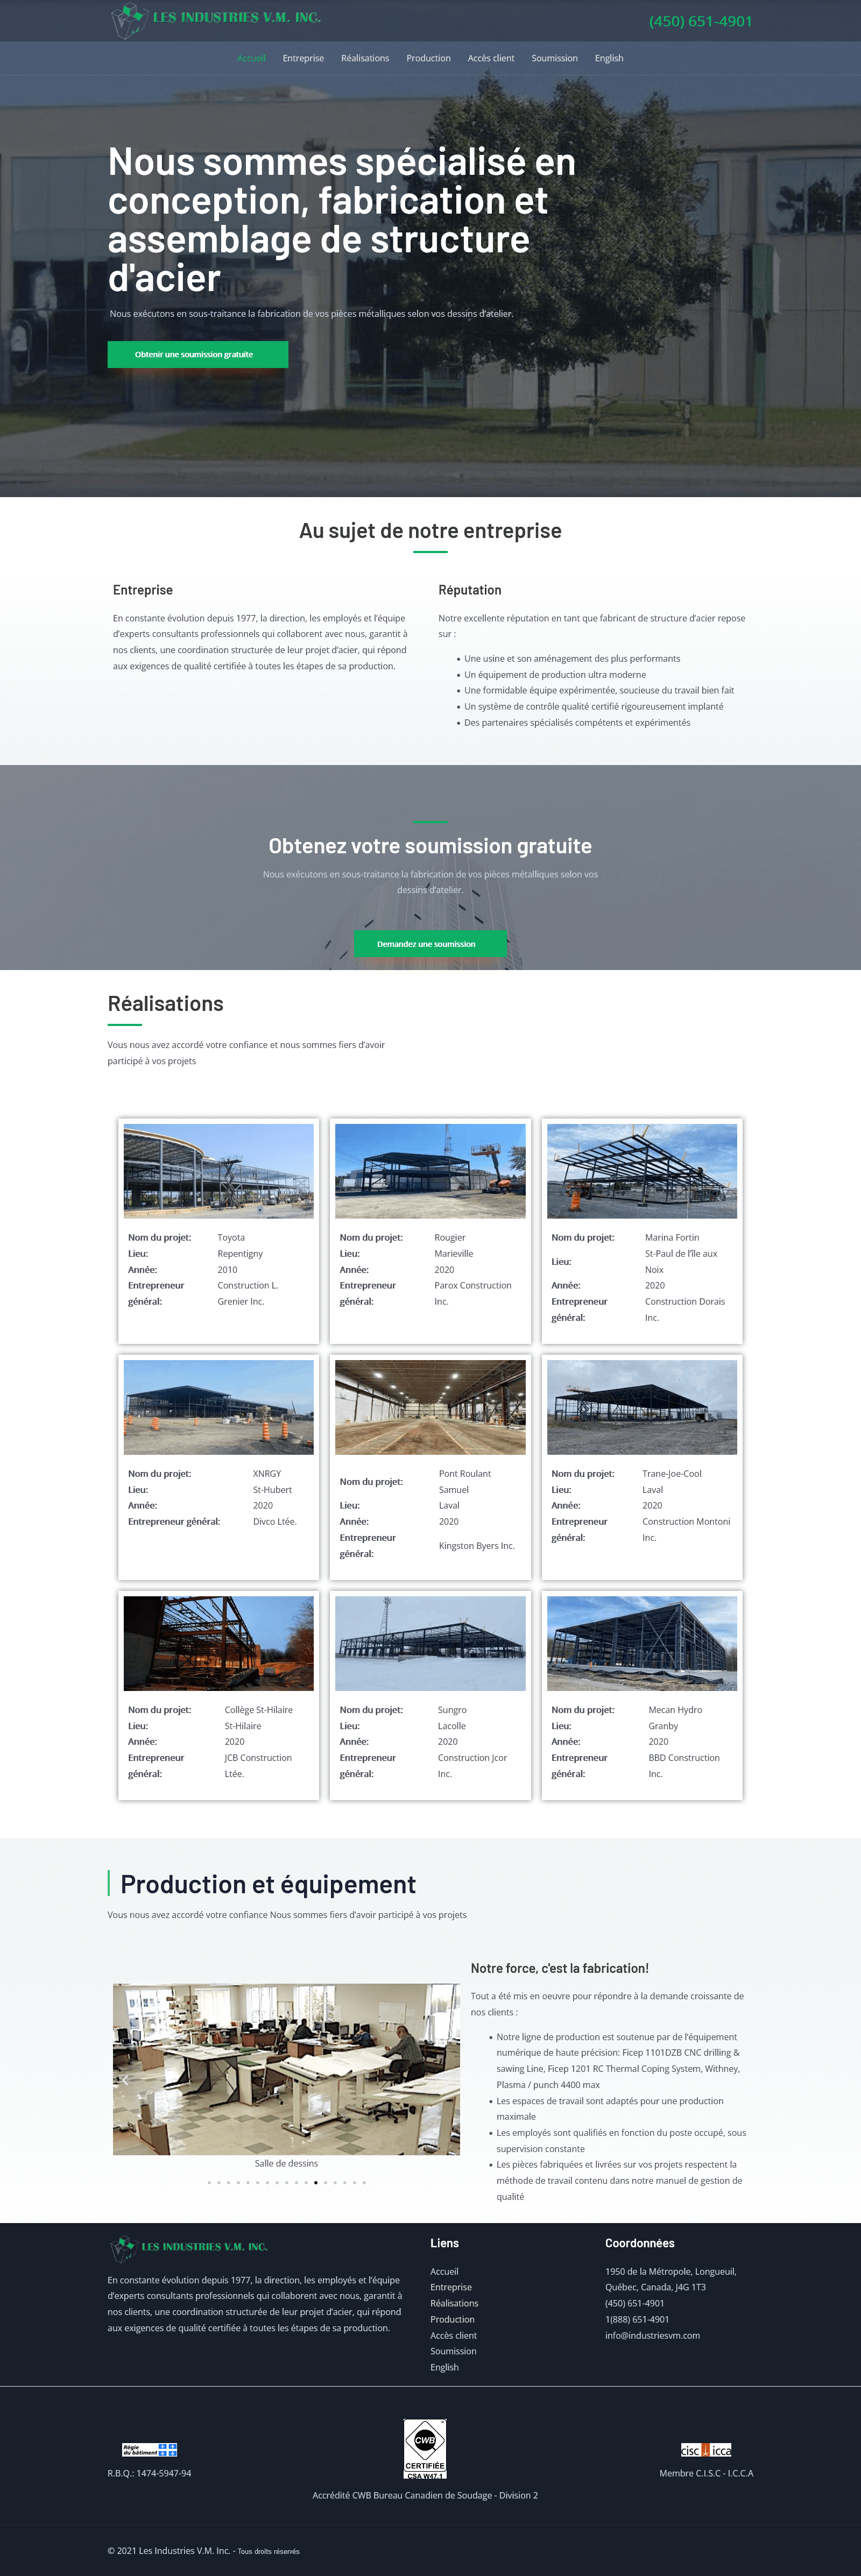 LES INDUSTRIES V.M. INC.
(450) 651-4901
Accueil
Entreprise
Réalisations
Production
Accès client
Soumission
English
Nous sommes spécialisé en
conception, fabrication et
assemblage de structure
d'acier
Nous exécutons en sous-traitance la fabrication de vos pièces métalliques selon vos dessins d’atelier.
Obtenir une soumission gratuite
Au sujet de notre entreprise
Entreprise
En constante évolution depuis 1977, la direction, les employés et l’équipe
d’experts consultants professionnels qui collaborent avec nous, garantit à
nos clients, une coordination structurée de leur projet d’acier, qui répond
aux exigences de qualité certifiée à toutes les étapes de sa production.
Réputation
Notre excellente réputation en tant que fabricant de structure d’acier repose
sur :
• Une usine et son aménagement des plus performants
• Un équipement de production ultra moderne
• Une formidable équipe expérimentée, soucieuse du travail bien fait
• Un système de contrôle qualité certifié rigoureusement implanté
• Des partenaires spécialisés compétents et expérimentés
Obtenez votre soumission gratuite
Nous exécutons en sous-traitance la fabrication de vos pièces métalliques selon vos
dessins d’atelier.
Demandez une soumission
Réalisations
Vous nous avez accordé votre confiance et nous sommes fiers d’avoir
participé à vos projets
Nom du projet: Toyota
Lieu: Repentigny
Année: 2010
Entrepreneur Construction L.
général: Grenier Inc.
Nom du projet: Rougier
Lieu: Marieville
Année: 2020
Entrepreneur Parox Construction
général: Inc.
Nom du projet: Marina Fortin
Lieu: St-Paul de l’île aux
Noix
Année: 2020
Entrepreneur Construction Dorais
général: Inc.
Nom du projet: XNRGY
Lieu: St-Hubert
Année: 2020
Entrepreneur général: Divco Ltée.
Nom du projet: Pont Roulant
Samuel
Lieu: Laval
Année: 2020
Entrepreneur
général: Kingston Byers Inc.
Nom du projet: Trane-Joe-Cool
Lieu: Laval
Année: 2020
Entrepreneur Construction Montoni
général: Inc.
Nom du projet: Collège St-Hilaire
Lieu: St-Hilaire
Année: 2020
Entrepreneur JCB Construction
général: Ltée.
Nom du projet: Sungro
Lieu: Lacolle
Année: 2020
Entrepreneur Construction Jcor
général: Inc.
Nom du projet: Mecan Hydro
Lieu: Granby
Année: 2020
Entrepreneur BBD Construction
général: Inc.
Production et équipement
Vous nous avez accordé votre confiance Nous sommes fiers d’avoir participé à vos projets
Salle de dessins
Notre force, c'est la fabrication!
Tout a été mis en oeuvre pour répondre à la demande croissante de
nos clients :
• Notre ligne de production est soutenue par de l’équipement
numérique de haute précision: Ficep 1101DZB CNC drilling &
sawing Line, Ficep 1201 RC Thermal Coping System, Withney,
Plasma / punch 4400 max
• Les espaces de travail sont adaptés pour une production
maximale
• Les employés sont qualifiés en fonction du poste occupé, sous
supervision constante
• Les pièces fabriquées et livrées sur vos projets respectent la
méthode de travail contenu dans notre manuel de gestion de
qualité
LES INDUSTRIES V.M. INC.
En constante évolution depuis 1977, la direction, les employés et l’équipe
d’experts consultants professionnels qui collaborent avec nous, garantit à
nos clients, une coordination structurée de leur projet d’acier, qui répond
aux exigences de qualité certifiée à toutes les étapes de sa production.
Liens
Accueil
Entreprise
Réalisations
Production
Accès client
Soumission
English
Coordonnées
1950 de la Métropole, Longueuil,
Québec, Canada, J4G 1T3
(450) 651-4901
1(888) 651-4901
info@industriesvm.com
Régie
du bâtiment
R.B.Q.: 1474-5947-94
CWB
CERTIFIÉE
CSA W47.1
Accrédité CWB Bureau Canadien de Soudage - Division 2
cisc icca
Membre C.I.S.C - I.C.C.A
© 2021 Les Industries V.M. Inc. - Tous droits réservés